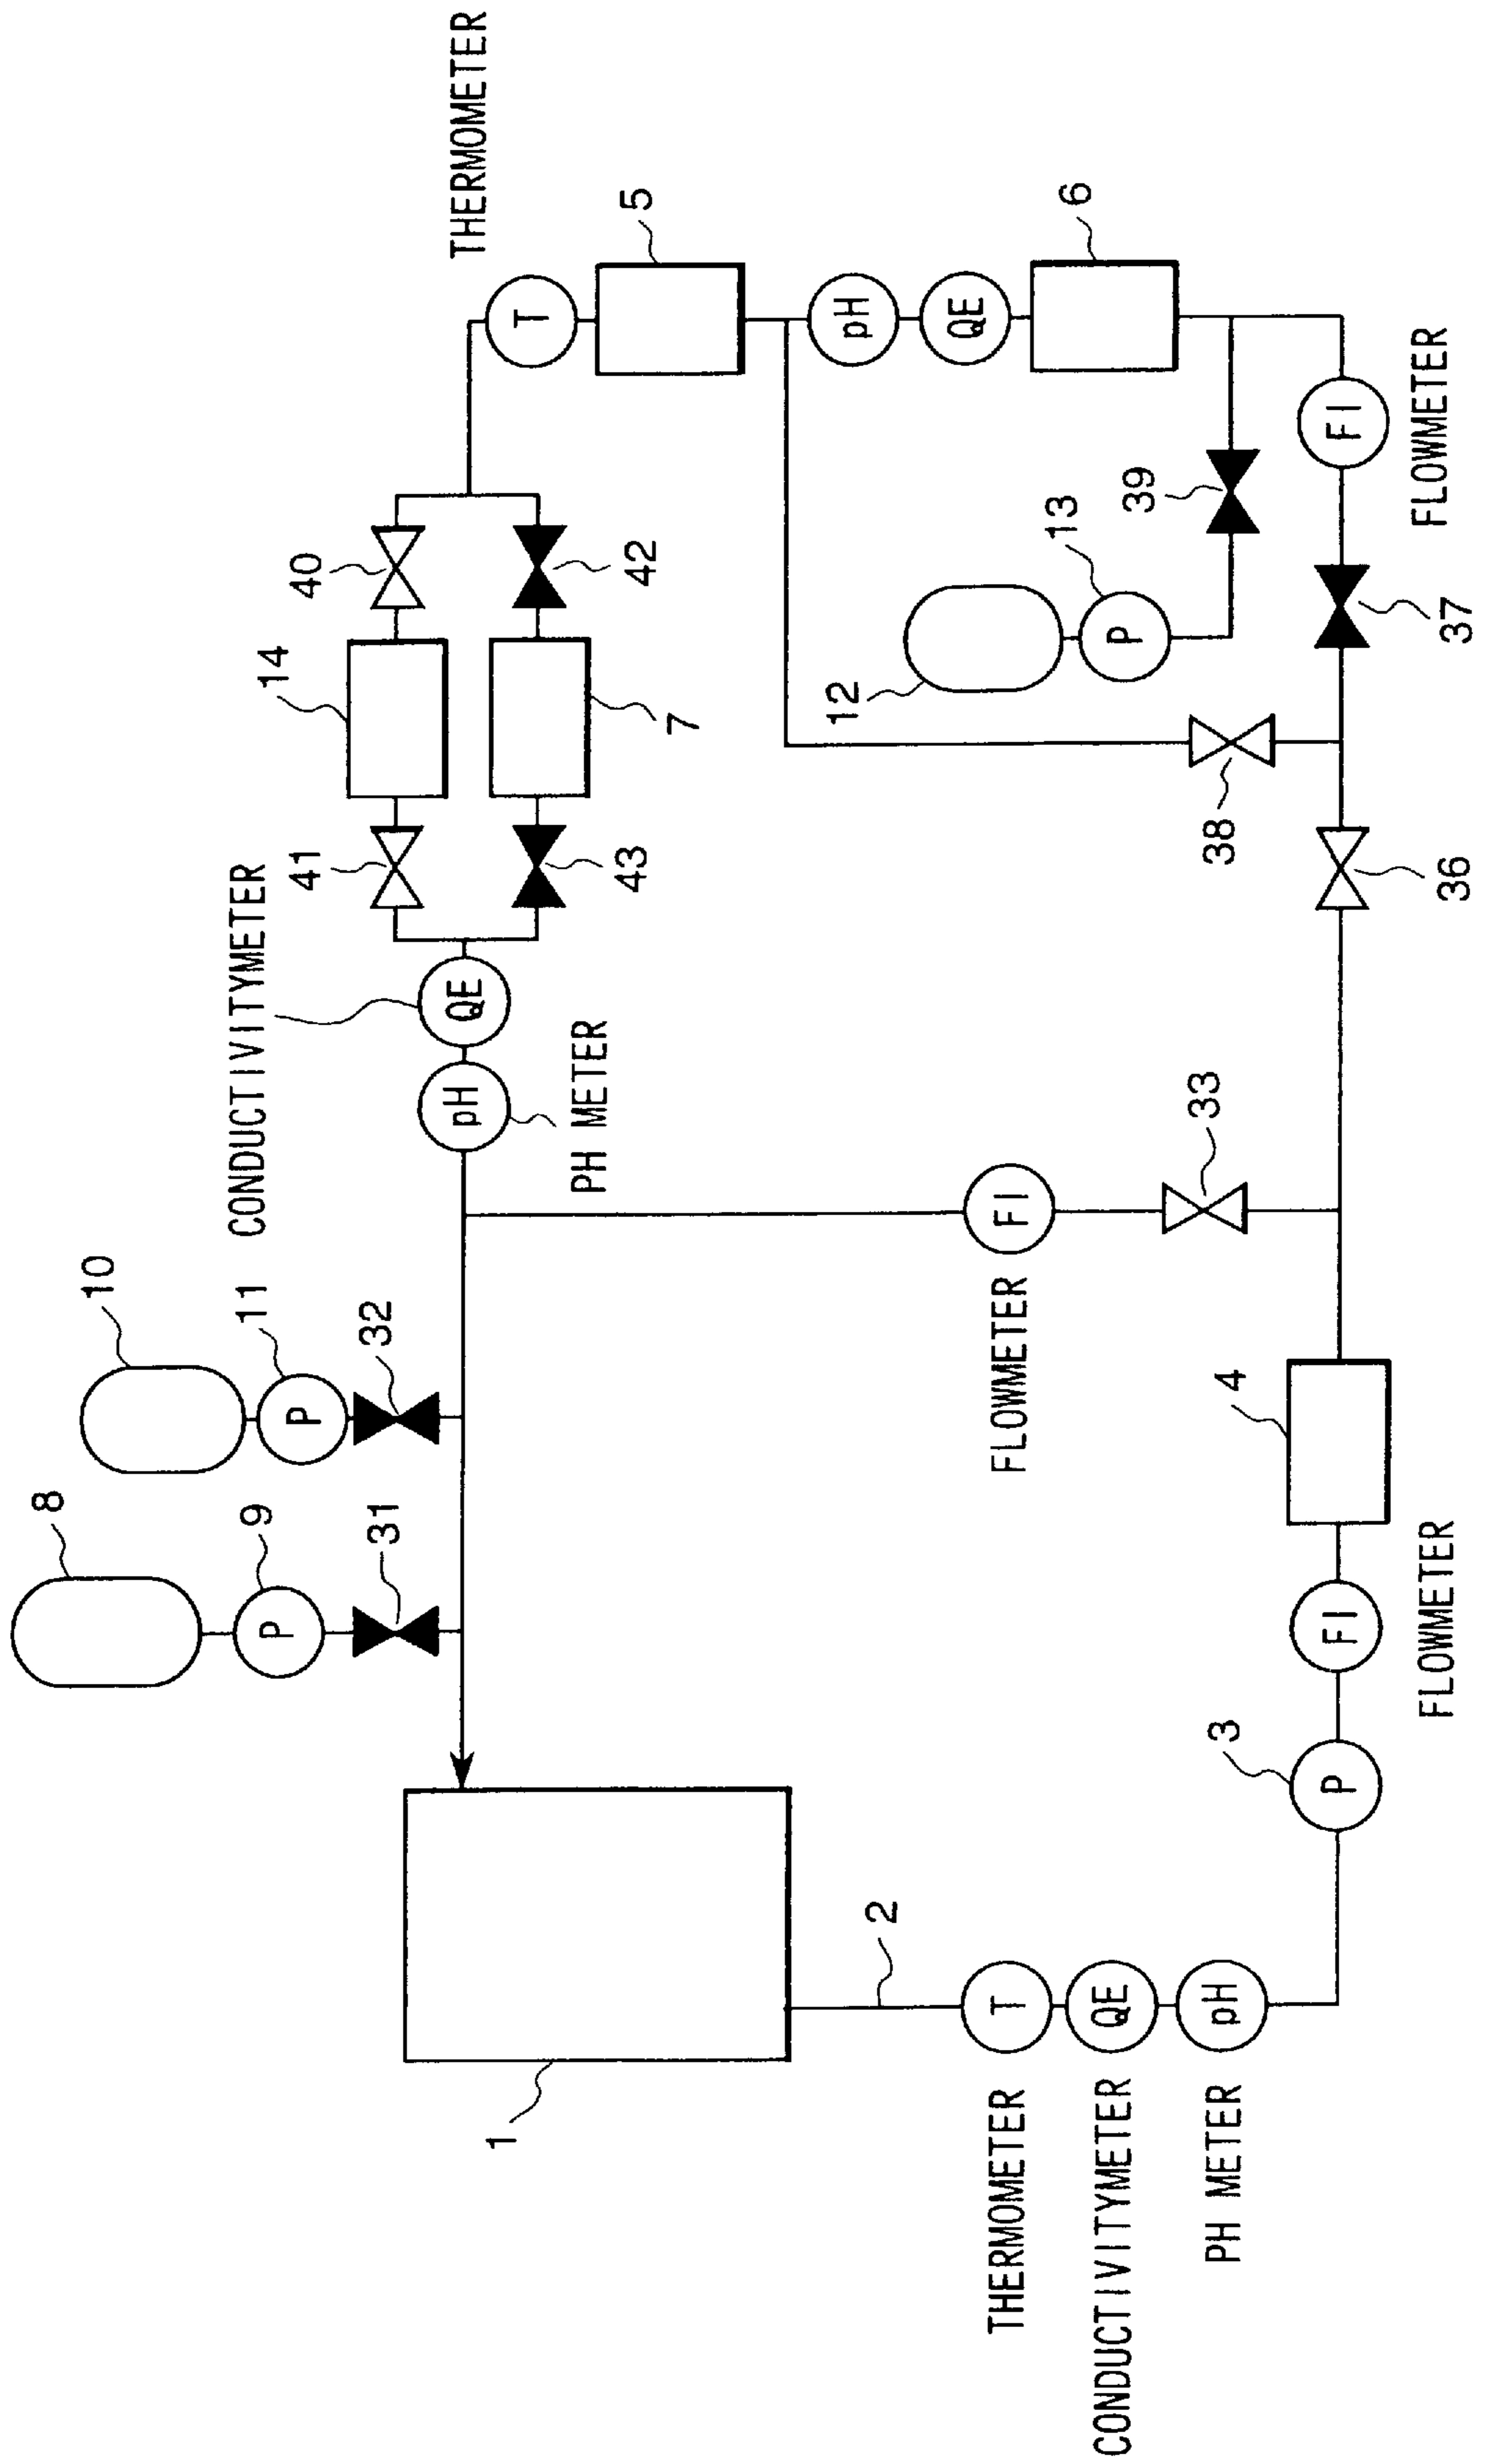 8
10
9
11
P
P
31
32
CONDUCTIVITYMETER
41
14
40
THERMOMETER
1
pH
QE
PH METER
43
7
42
T
5
2
12
pH
QE
6
THERMOMETER
T
FLOWMETER
FI
P
13
39
CONDUCTIVITYMETER
QE
PH METER
pH
33
38
3
4
P
FI
FLOWMETER
36
37
FI
FLOWMETER